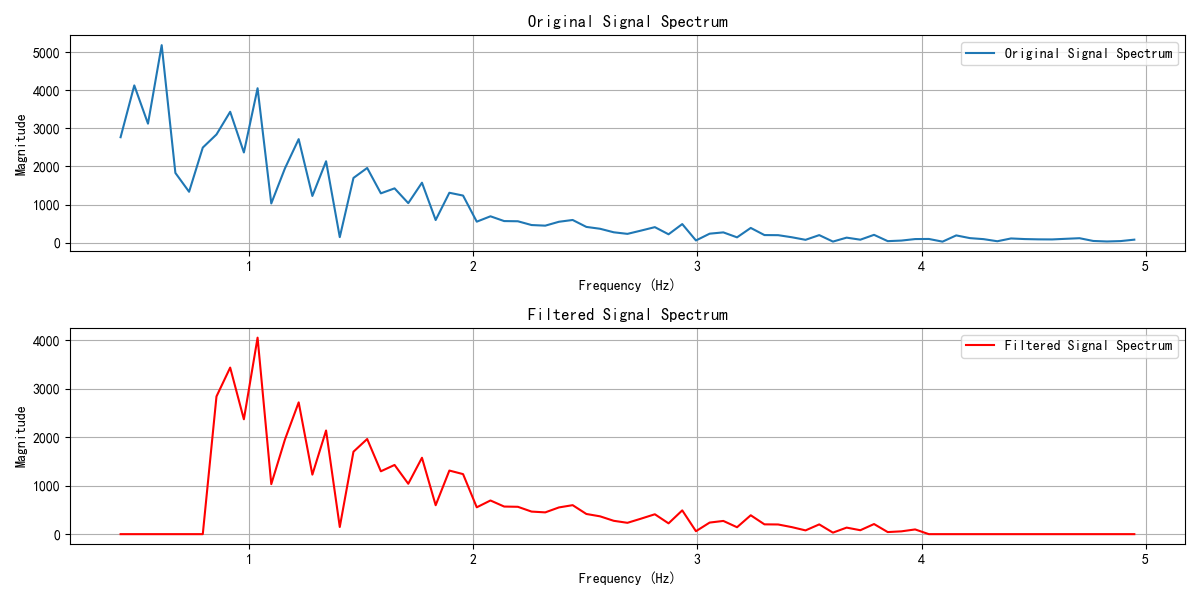 Original Signal Spectrum
Original Signal Spectrum
5000
4000
3000
2000
1000
0
Magnitude
1 2 3 4 5
Frequency (Hz)
Filtered Signal Spectrum
Filtered Signal Spectrum
4000
3000
2000
1000
0
Magnitude
1 2 3 4 5
Frequency (Hz)